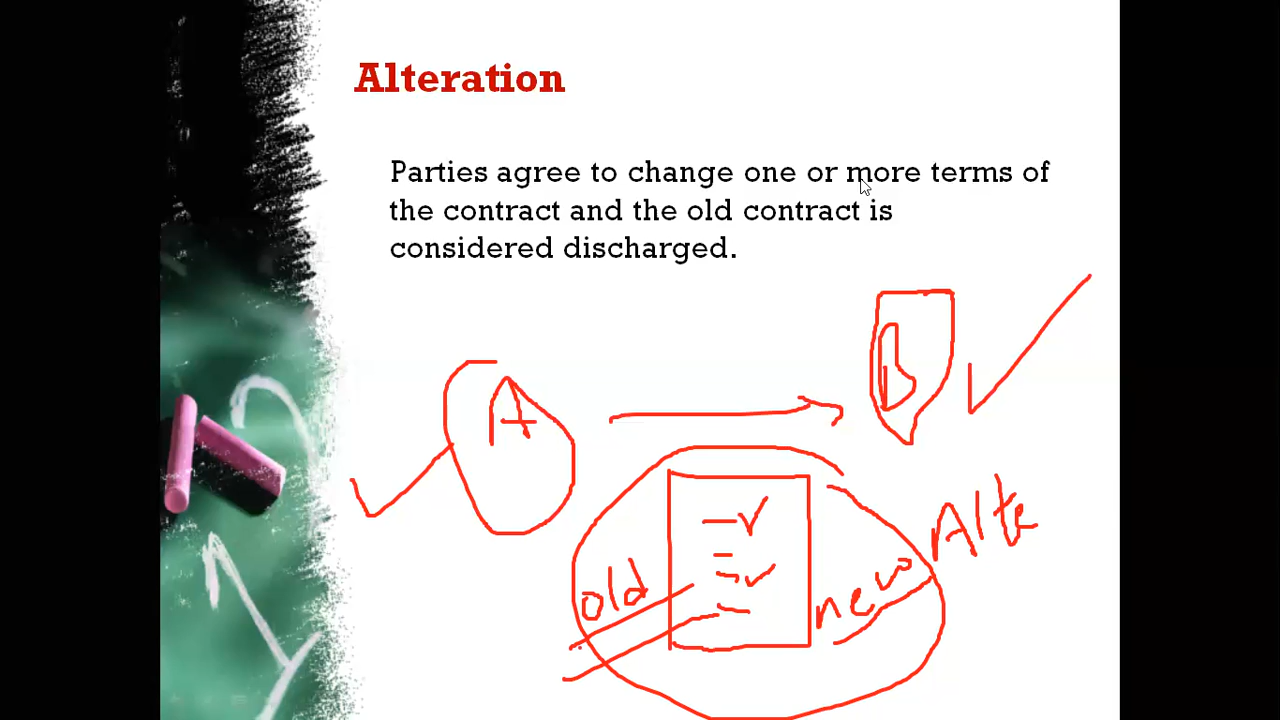 Alteration
Parties agree to change one or more terms of
the contract and the old contract is
considered discharged.
B
A
Alte
old
new